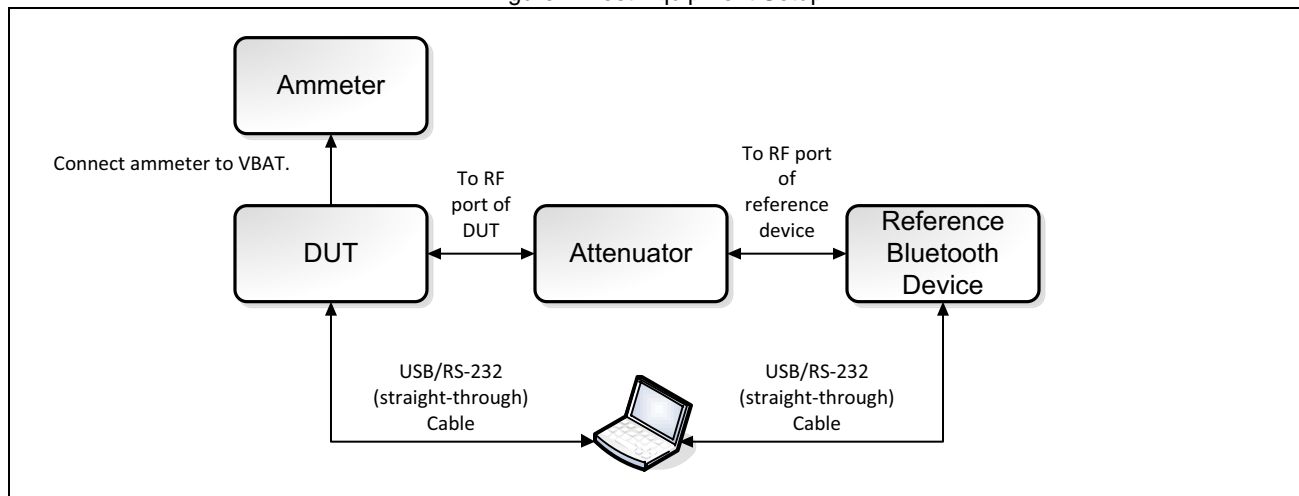 Ammeter
Connect ammeter to VBAT.
To RF
port of
DUT
To RF port
of
reference
device
DUT
Attenuator
Reference
Bluetooth
Device
USB/RS-232
(straight-through)
Cable
USB/RS-232
(straight-through)
Cable